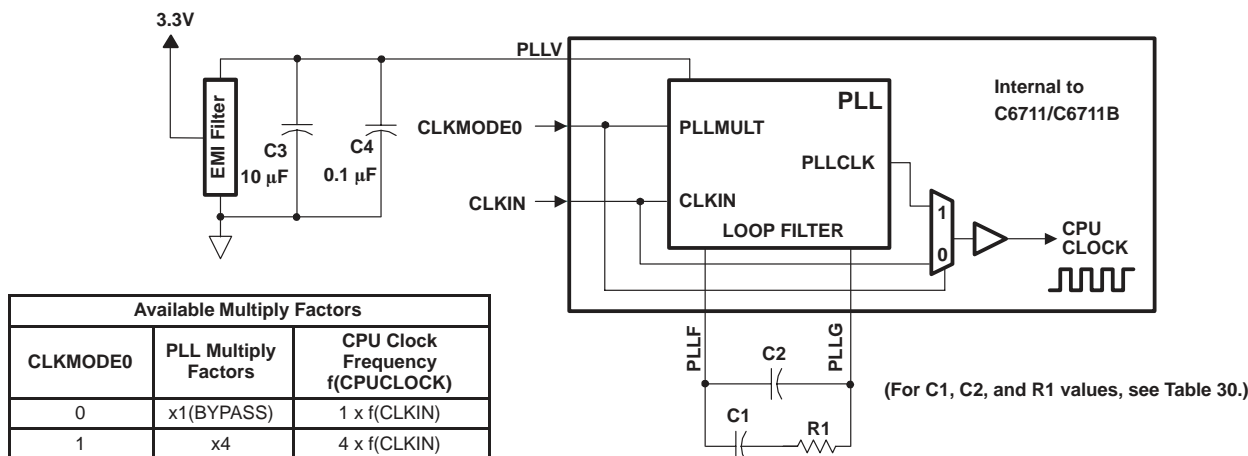 3.3V
PLLV
EMI Filter
C3
10 μF
C4
0.1 μF
CLKMODE0
CLKIN
PLL
PLLMULT
PLLCLK
CLKIN
LOOP FILTER
Internal to
C6711/C6711B
1
0
CPU
CLOCK
PLLF
PLLG
C2
C1
R1
(For C1, C2, and R1 values, see Table 30.)
Available Multiply Factors
CLKMODE0
PLL Multiply
Factors
CPU Clock
Frequency
f(CPUCLOCK)
0
x1(BYPASS)
1 x f(CLKIN)
1
x4
4 x f(CLKIN)